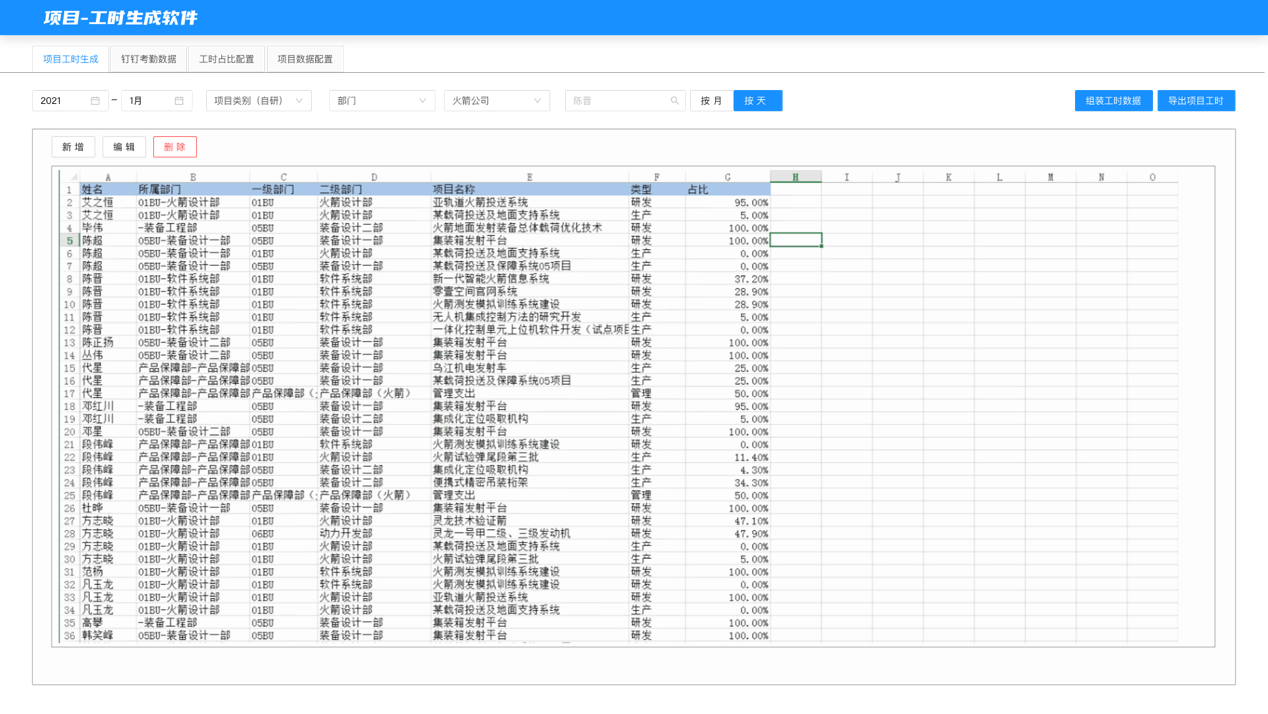 项目-工时生成软件
项目工时生成 钉钉考勤数据 工时占比配置 项目数据配置
2021 - 1月 项目类别（自研） 部门 火箭公司 陈晋 按 月 按 天 组装工时数据 导出项目工时
新 增 编 辑 删 除
A B C D E F G H I J K L M N O
1 姓名 所属部门 一级部门 二级部门 项目名称 类型 占比
2 艾之恒 01BU-火箭设计部 01BU 火箭设计部 亚轨道火箭投送系统 研发 95.00%
3 艾之恒 01BU-火箭设计部 01BU 火箭设计部 某载荷投送及地面支持系统 生产 5.00%
4 毕伟 -装备工程部 05BU 装备设计二部 火箭地面发射装备总体载荷优化技术 研发 100.00%
5 陈超 05BU-装备设计一部 05BU 装备设计一部 集装箱发射平台 研发 100.00%
6 陈超 05BU-装备设计一部 01BU 火箭设计部 某载荷投送及地面支持系统 生产 0.00%
7 陈超 05BU-装备设计一部 05BU 装备设计一部 某载荷投送及保障系统05项目 生产 0.00%
8 陈晋 01BU-软件系统部 01BU 软件系统部 新一代智能火箭信息系统 研发 37.20%
9 陈晋 01BU-软件系统部 01BU 软件系统部 零壹空间官网系统 研发 28.90%
10 陈晋 01BU-软件系统部 01BU 软件系统部 火箭测发模拟训练系统建设 研发 28.90%
11 陈晋 01BU-软件系统部 01BU 软件系统部 无人机集成控制方法的研究开发 生产 5.00%
12 陈晋 01BU-软件系统部 01BU 软件系统部 一体化控制单元上位机软件开发（试点项目 生产 0.00%
13 陈正扬 05BU-装备设计二部 05BU 装备设计一部 集装箱发射平台 研发 100.00%
14 丛伟 05BU-装备设计二部 05BU 装备设计一部 集装箱发射平台 研发 100.00%
15 代星 产品保障部-产品保障部 05BU 装备设计一部 乌江机电发射车 生产 25.00%
16 代星 产品保障部-产品保障部 05BU 装备设计一部 某载荷投送及保障系统05项目 生产 25.00%
17 代星 产品保障部-产品保障部 产品保障部（ 产品保障部（火箭） 管理支出 管理 50.00%
18 邓红川 -装备工程部 05BU 装备设计一部 集装箱发射平台 研发 95.00%
19 邓红川 -装备工程部 05BU 装备设计二部 集成化定位吸取机构 生产 5.00%
20 邓星 05BU-装备设计二部 05BU 装备设计一部 集装箱发射平台 研发 100.00%
21 段伟峰 产品保障部-产品保障部 01BU 软件系统部 火箭测发模拟训练系统建设 研发 0.00%
22 段伟峰 产品保障部-产品保障部 01BU 火箭设计部 火箭试验弹尾段第三批 生产 11.40%
23 段伟峰 产品保障部-产品保障部 05BU 装备设计二部 集成化定位吸取机构 生产 4.30%
24 段伟峰 产品保障部-产品保障部 05BU 装备设计二部 便携式精密吊装桁架 生产 34.30%
25 段伟峰 产品保障部-产品保障部 产品保障部（ 产品保障部（火箭） 管理支出 管理 50.00%
26 杜晔 05BU-装备设计一部 05BU 装备设计一部 集装箱发射平台 研发 100.00%
27 方志晓 01BU-火箭设计部 01BU 火箭设计部 灵龙技术验证箭 研发 47.10%
28 方志晓 01BU-火箭设计部 06BU 动力开发部 灵龙一号甲二级、三级发动机 研发 47.90%
29 方志晓 01BU-火箭设计部 01BU 火箭设计部 某载荷投送及地面支持系统 生产 0.00%
30 方志晓 01BU-火箭设计部 01BU 火箭设计部 火箭试验弹尾段第三批 生产 5.00%
31 范杨 01BU-火箭设计部 01BU 软件系统部 火箭测发模拟训练系统建设 研发 100.00%
32 凡玉龙 01BU-火箭设计部 01BU 软件系统部 火箭测发模拟训练系统建设 研发 0.00%
33 凡玉龙 01BU-火箭设计部 01BU 火箭设计部 亚轨道火箭投送系统 研发 100.00%
34 凡玉龙 01BU-火箭设计部 01BU 火箭设计部 某载荷投送及地面支持系统 生产 0.00%
35 高攀 -装备工程部 05BU 装备设计一部 集装箱发射平台 研发 100.00%
36 韩笑峰 05BU-装备设计一部 05BU 装备设计一部 集装箱发射平台 研发 100.00%